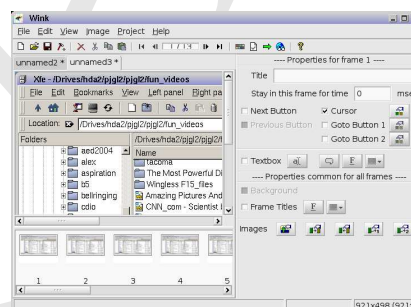 Wink
File Edit View Image Project Help
1 / 13
unnamed2 * unnamed3 *
Xfe - /Drives/hda2/pjgl2/pjgl2/fun_videos
File Edit Bookmarks View Left panel Right pa
Location: /Drives/hda2/pjgl2/pjgl2/fun_videos
Folders
/Drives/hda2/pjgl2/pjgl2/f
Name
aed2004
alex
aspiration
b5
bellringing
cdio
tacoma
The Most Powerful Di
Wingless F15_files
Amazing Pictures And
CNN_com - Scientist
1 2 3 4 5
---- Properties for frame 1 ----
Title
Stay in this frame for time 0 mse
Next Button Cursor
Previous Button Goto Button 1
Goto Button 2
Textbox a[ F
---- Properties common for all frames ----
Background
Frame Titles F
Images
921x498 (921